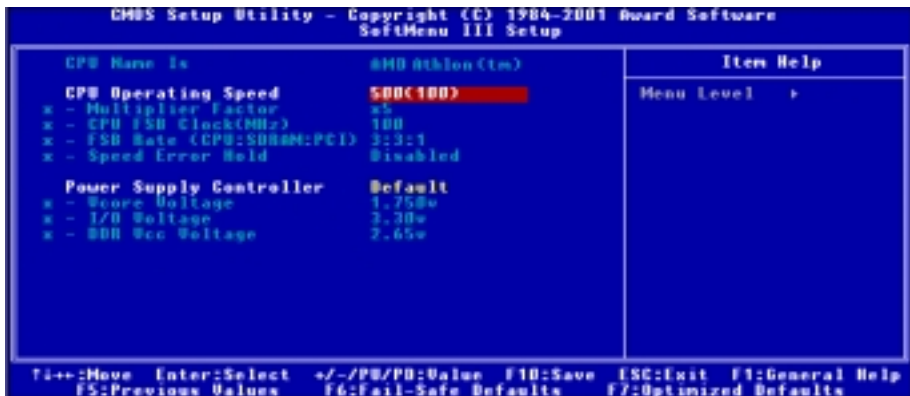 CMOS Setup Utility - Copyright (C) 1984-2001 Award Software
SoftMenu III Setup
CPU Name Is AMD Athlon(tm)
Item Help
CPU Operating Speed 500(100)
Menu Level ▸
x - Multiplier Factor x5
x - CPU FSB Clock(MHz) 100
x - FSB Rate (CPU:SDRAM:PCI) 3:3:1
x - Speed Error Hold Disabled
Power Supply Controller Default
x - Vcore Voltage 1.750v
x - I/O Voltage 3.30v
x - DDR Vcc Voltage 2.65v
↑↓→←:Move Enter:Select +/-/PU/PD:Value F10:Save ESC:Exit F1:General Help
F5:Previous Values F6:Fail-Safe Defaults F7:Optimized Defaults